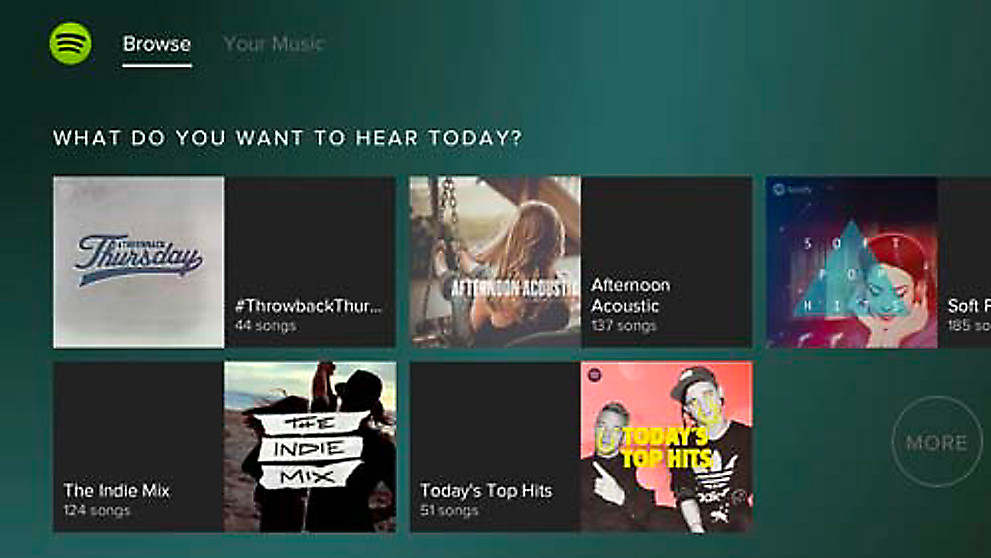 Browse
Your Music
WHAT DO YOU WANT TO HEAR TODAY?
#THROWBACK
Thursday
#ThrowbackThur...
44 songs
AFTERNOON ACOUSTIC
Afternoon
Acoustic
137 songs
spotify
SOFT
POP
HITS
Soft P
185 so
The Indie Mix
124 songs
THE
INDIE
MIX
Today's Top Hits
51 songs
TODAY'S
TOP HITS
MORE